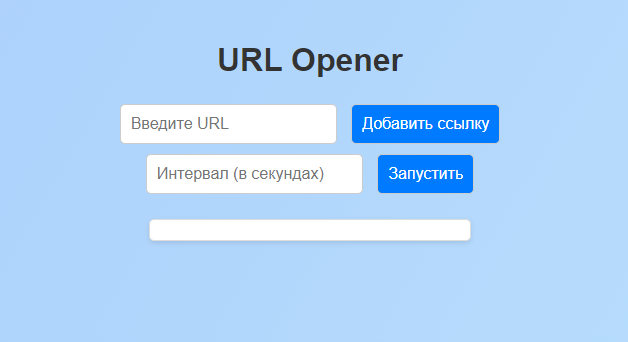 URL Opener
Введите URL
Добавить ссылку
Интервал (в секундах)
Запустить